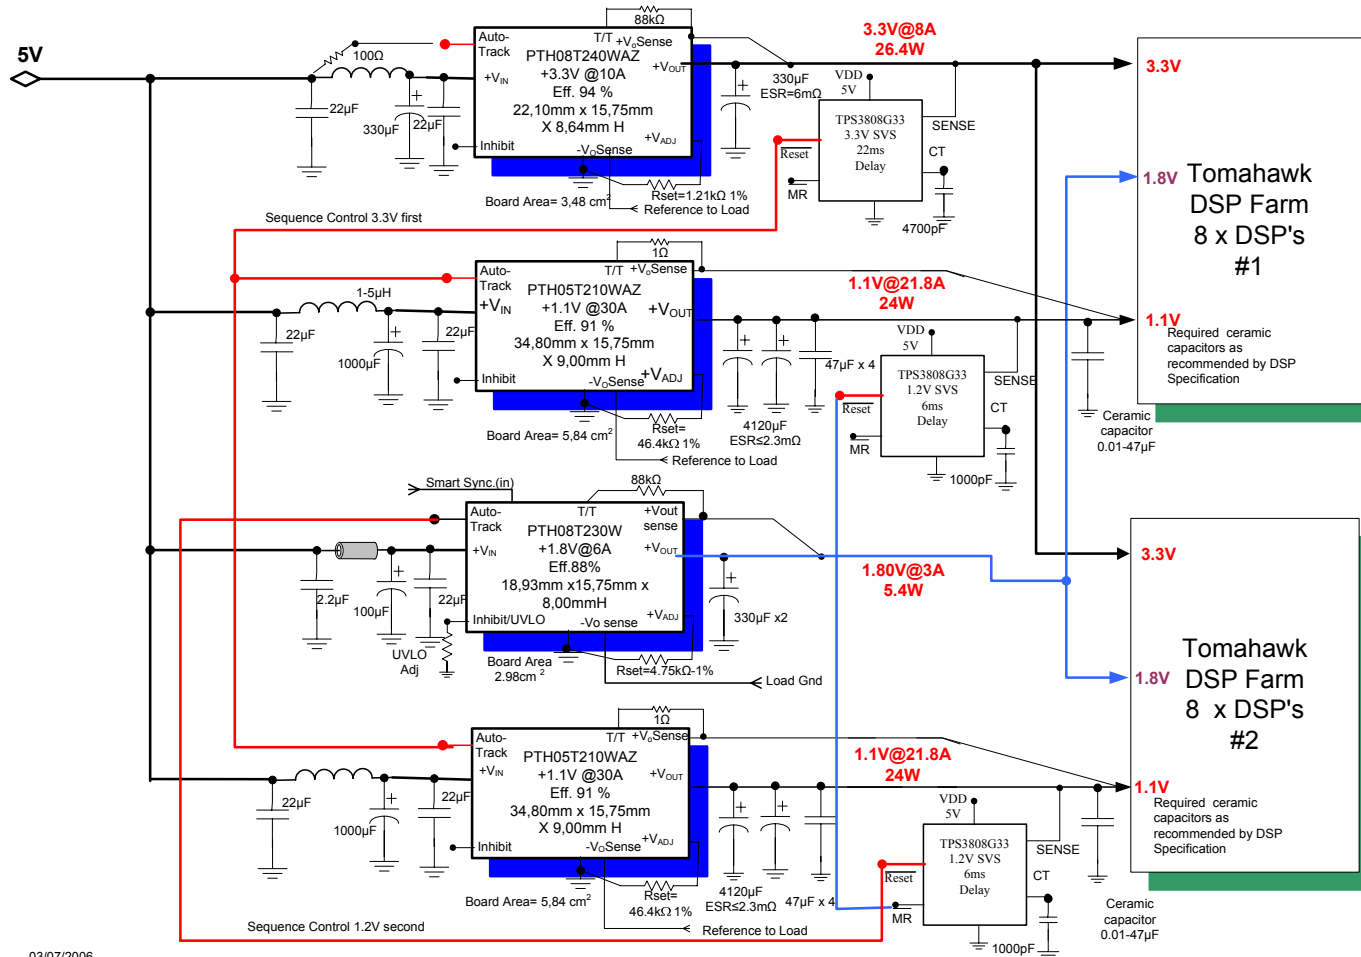 5V
100Ω
22µF
330µF
22µF
88kΩ
Auto-
Track
T/T
+VoSense
PTH08T240WAZ
+VIN
+3.3V @10A
+VOUT
Eff. 94 %
22,10mm x 15,75mm
X 8,64mm H
+VADJ
Inhibit
-VOSense
Rset=1.21kΩ 1%
Board Area= 3,48 cm2
Reference to Load
330µF
ESR=6mΩ
3.3V@8A
26.4W
VDD
5V
TPS3808G33
3.3V SVS
22ms
Delay
SENSE
Reset
CT
MR
4700pF
3.3V
1.8V
Tomahawk
DSP Farm
8 x DSP's
#1
1.1V
Required ceramic
capacitors as
recommended by DSP
Specification
Sequence Control 3.3V first
1-5µH
22µF
1000µF
22µF
1Ω
Auto-
Track
T/T
+VoSense
PTH05T210WAZ
+VIN
+1.1V @30A
+VOUT
Eff. 91 %
34,80mm x 15,75mm
X 9,00mm H
+VADJ
Inhibit
-VOSense
Rset=
46.4kΩ 1%
Board Area= 5,84 cm2
Reference to Load
4120µF
ESR≤2.3mΩ
47µF x 4
1.1V@21.8A
24W
VDD
5V
TPS3808G33
1.2V SVS
6ms
Delay
SENSE
Reset
CT
MR
1000pF
Ceramic
capacitor
0.01-47µF
Smart Sync.(in)
88kΩ
Auto-
Track
T/T
+Vout
sense
PTH08T230W
+VIN
+1.8V@6A
+VOUT
Eff.88%
18,93mm x15,75mm x
8,00mmH
+VADJ
Inhibit/UVLO
-Vo sense
2.2µF
100µF
22µF
UVLO
Adj
Board Area
2.98cm 2
Rset=4.75kΩ-1%
Load Gnd
330µF x2
1.80V@3A
5.4W
3.3V
1.8V
Tomahawk
DSP Farm
8 x DSP's
#2
1.1V
Required ceramic
capacitors as
recommended by DSP
Specification
22µF
1000µF
22µF
1Ω
Auto-
Track
T/T
+VoSense
PTH05T210WAZ
+VIN
+1.1V @30A
+VOUT
Eff. 91 %
34,80mm x 15,75mm
X 9,00mm H
+VADJ
Inhibit
-VOSense
Rset=
46.4kΩ 1%
Board Area= 5,84 cm2
Reference to Load
4120µF
ESR≤2.3mΩ
47µF x 4
1.1V@21.8A
24W
VDD
5V
TPS3808G33
1.2V SVS
6ms
Delay
SENSE
Reset
CT
MR
1000pF
Ceramic
capacitor
0.01-47µF
Sequence Control 1.2V second
03/07/2006